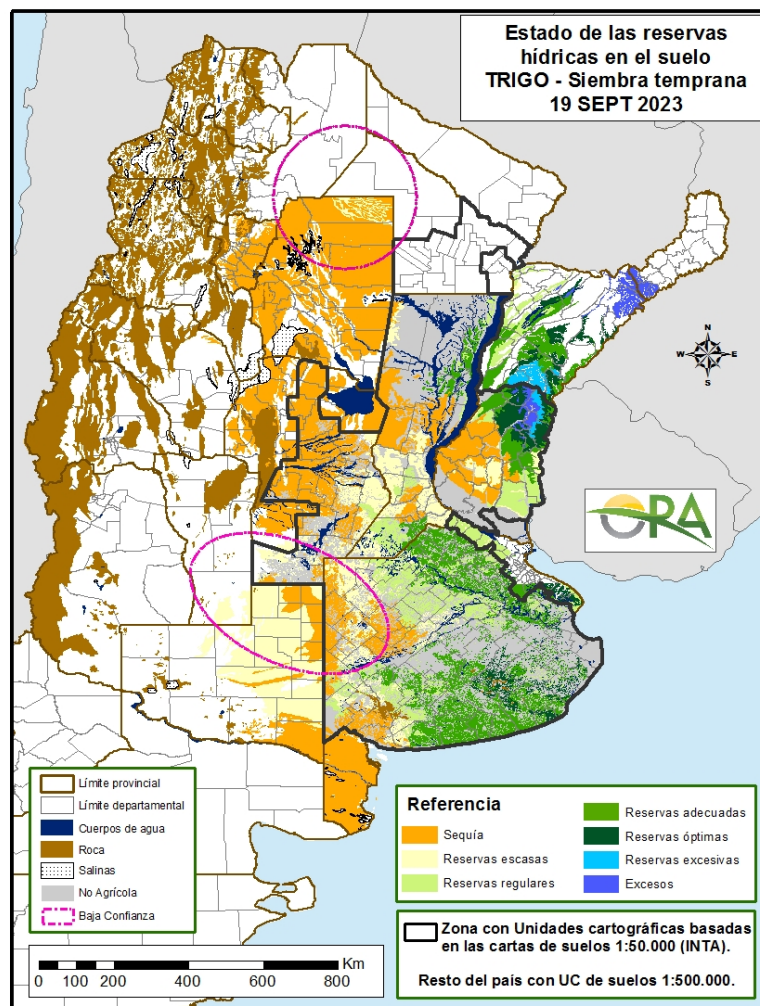 Estado de las reservas
hídricas en el suelo
TRIGO - Siembra temprana
19 SEPT 2023
N
W E
S
ORA
Límite provincial
Límite departamental
Cuerpos de agua
Roca
Salinas
No Agrícola
Baja Confianza
Referencia
Sequía
Reservas escasas
Reservas regulares
Reservas adecuadas
Reservas óptimas
Reservas excesivas
Excesos
Zona con Unidades cartográficas basadas
en las cartas de suelos 1:50.000 (INTA).
Resto del país con UC de suelos 1:500.000.
Km
0 100 200 400 600 800